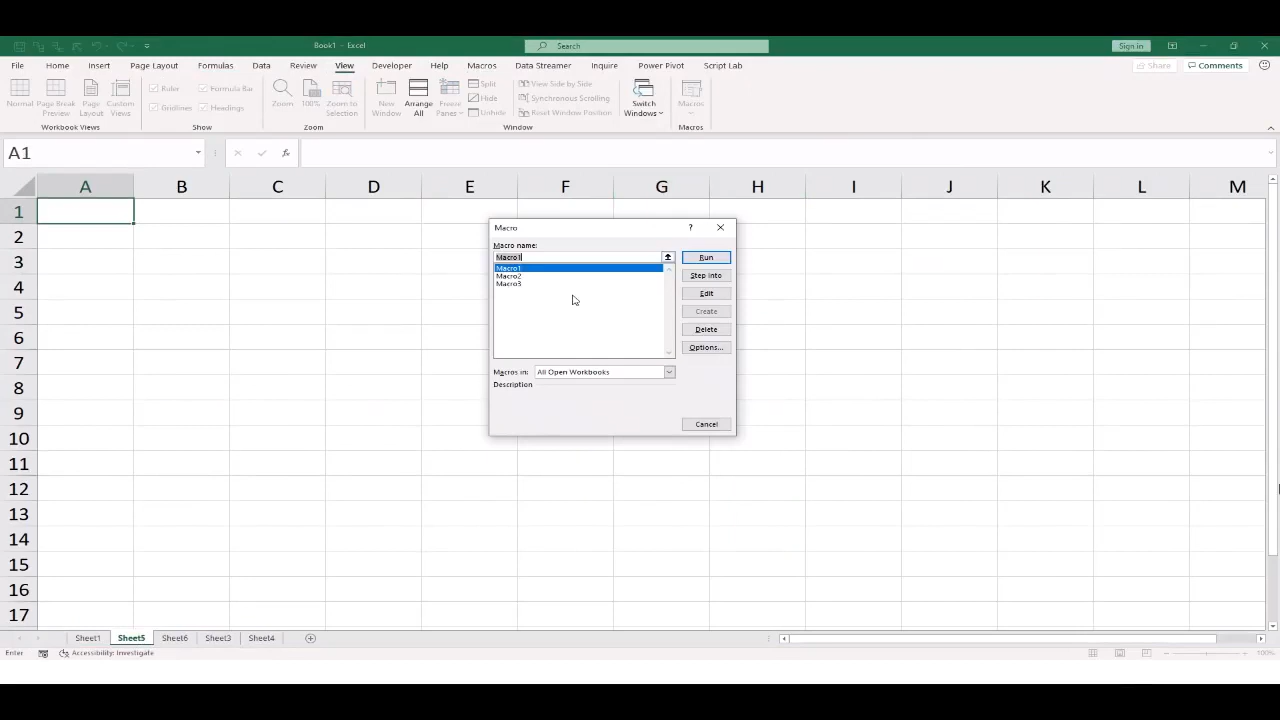 Book1 - Excel
Search
Sign in
File Home Insert Page Layout Formulas Data Review View Developer Help Macros Data Streamer Inquire Power Pivot Script Lab
Share Comments
Normal Page Break Preview Page Layout Custom Views
Ruler Formula Bar
Gridlines Headings
Zoom 100% Zoom to Selection
New Window Arrange All Freeze Panes
Split
Hide
Unhide
View Side by Side
Synchronous Scrolling
Reset Window Position
Switch Windows
Macros
Workbook Views Show Zoom Window Macros
A1
fx
A B C D E F G H I J K L M
1
2
3
4
5
6
7
8
9
10
11
12
13
14
15
16
17
Macro ?
Macro name:
Macro1
Macro1
Macro2
Macro3
Run
Step Into
Edit
Create
Delete
Options...
Macros in: All Open Workbooks
Description
Cancel
Sheet1 Sheet5 Sheet6 Sheet3 Sheet4
Enter Accessibility: Investigate
100%